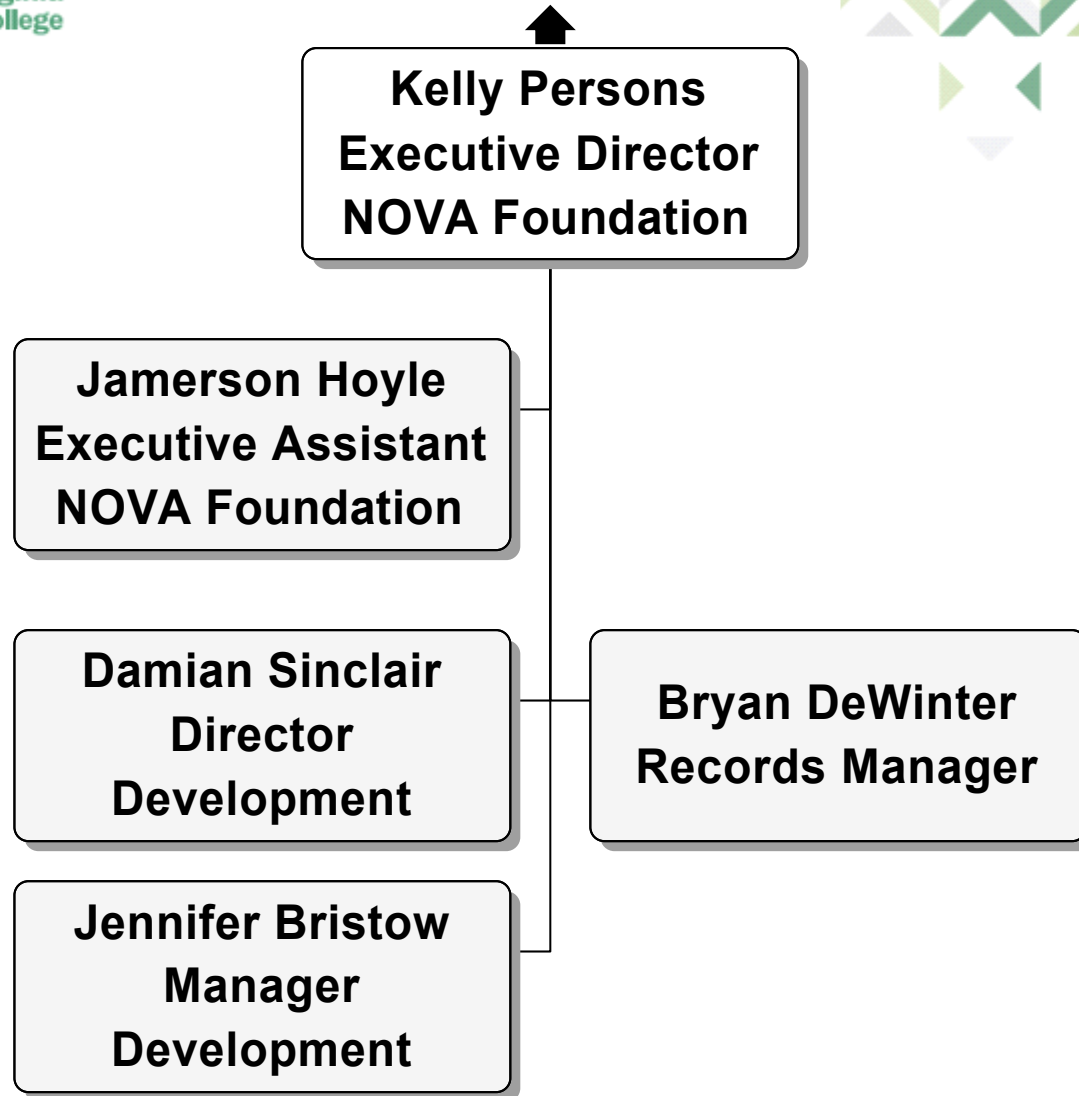 ollege
Kelly Persons
Executive Director
NOVA Foundation
Jamerson Hoyle
Executive Assistant
NOVA Foundation
Damian Sinclair
Director
Development
Bryan DeWinter
Records Manager
Jennifer Bristow
Manager
Development